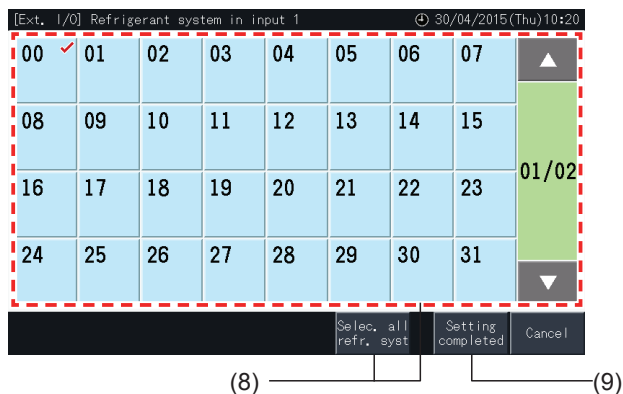 [Ext. I/O] Refrigerant system in input 1 30/04/2015(Thu)10:20
00 01 02 03 04 05 06 07
08 09 10 11 12 13 14 15
01/02
16 17 18 19 20 21 22 23
24 25 26 27 28 29 30 31
Selec. all
refr. syst
Setting
completed
Cancel
(8) (9)